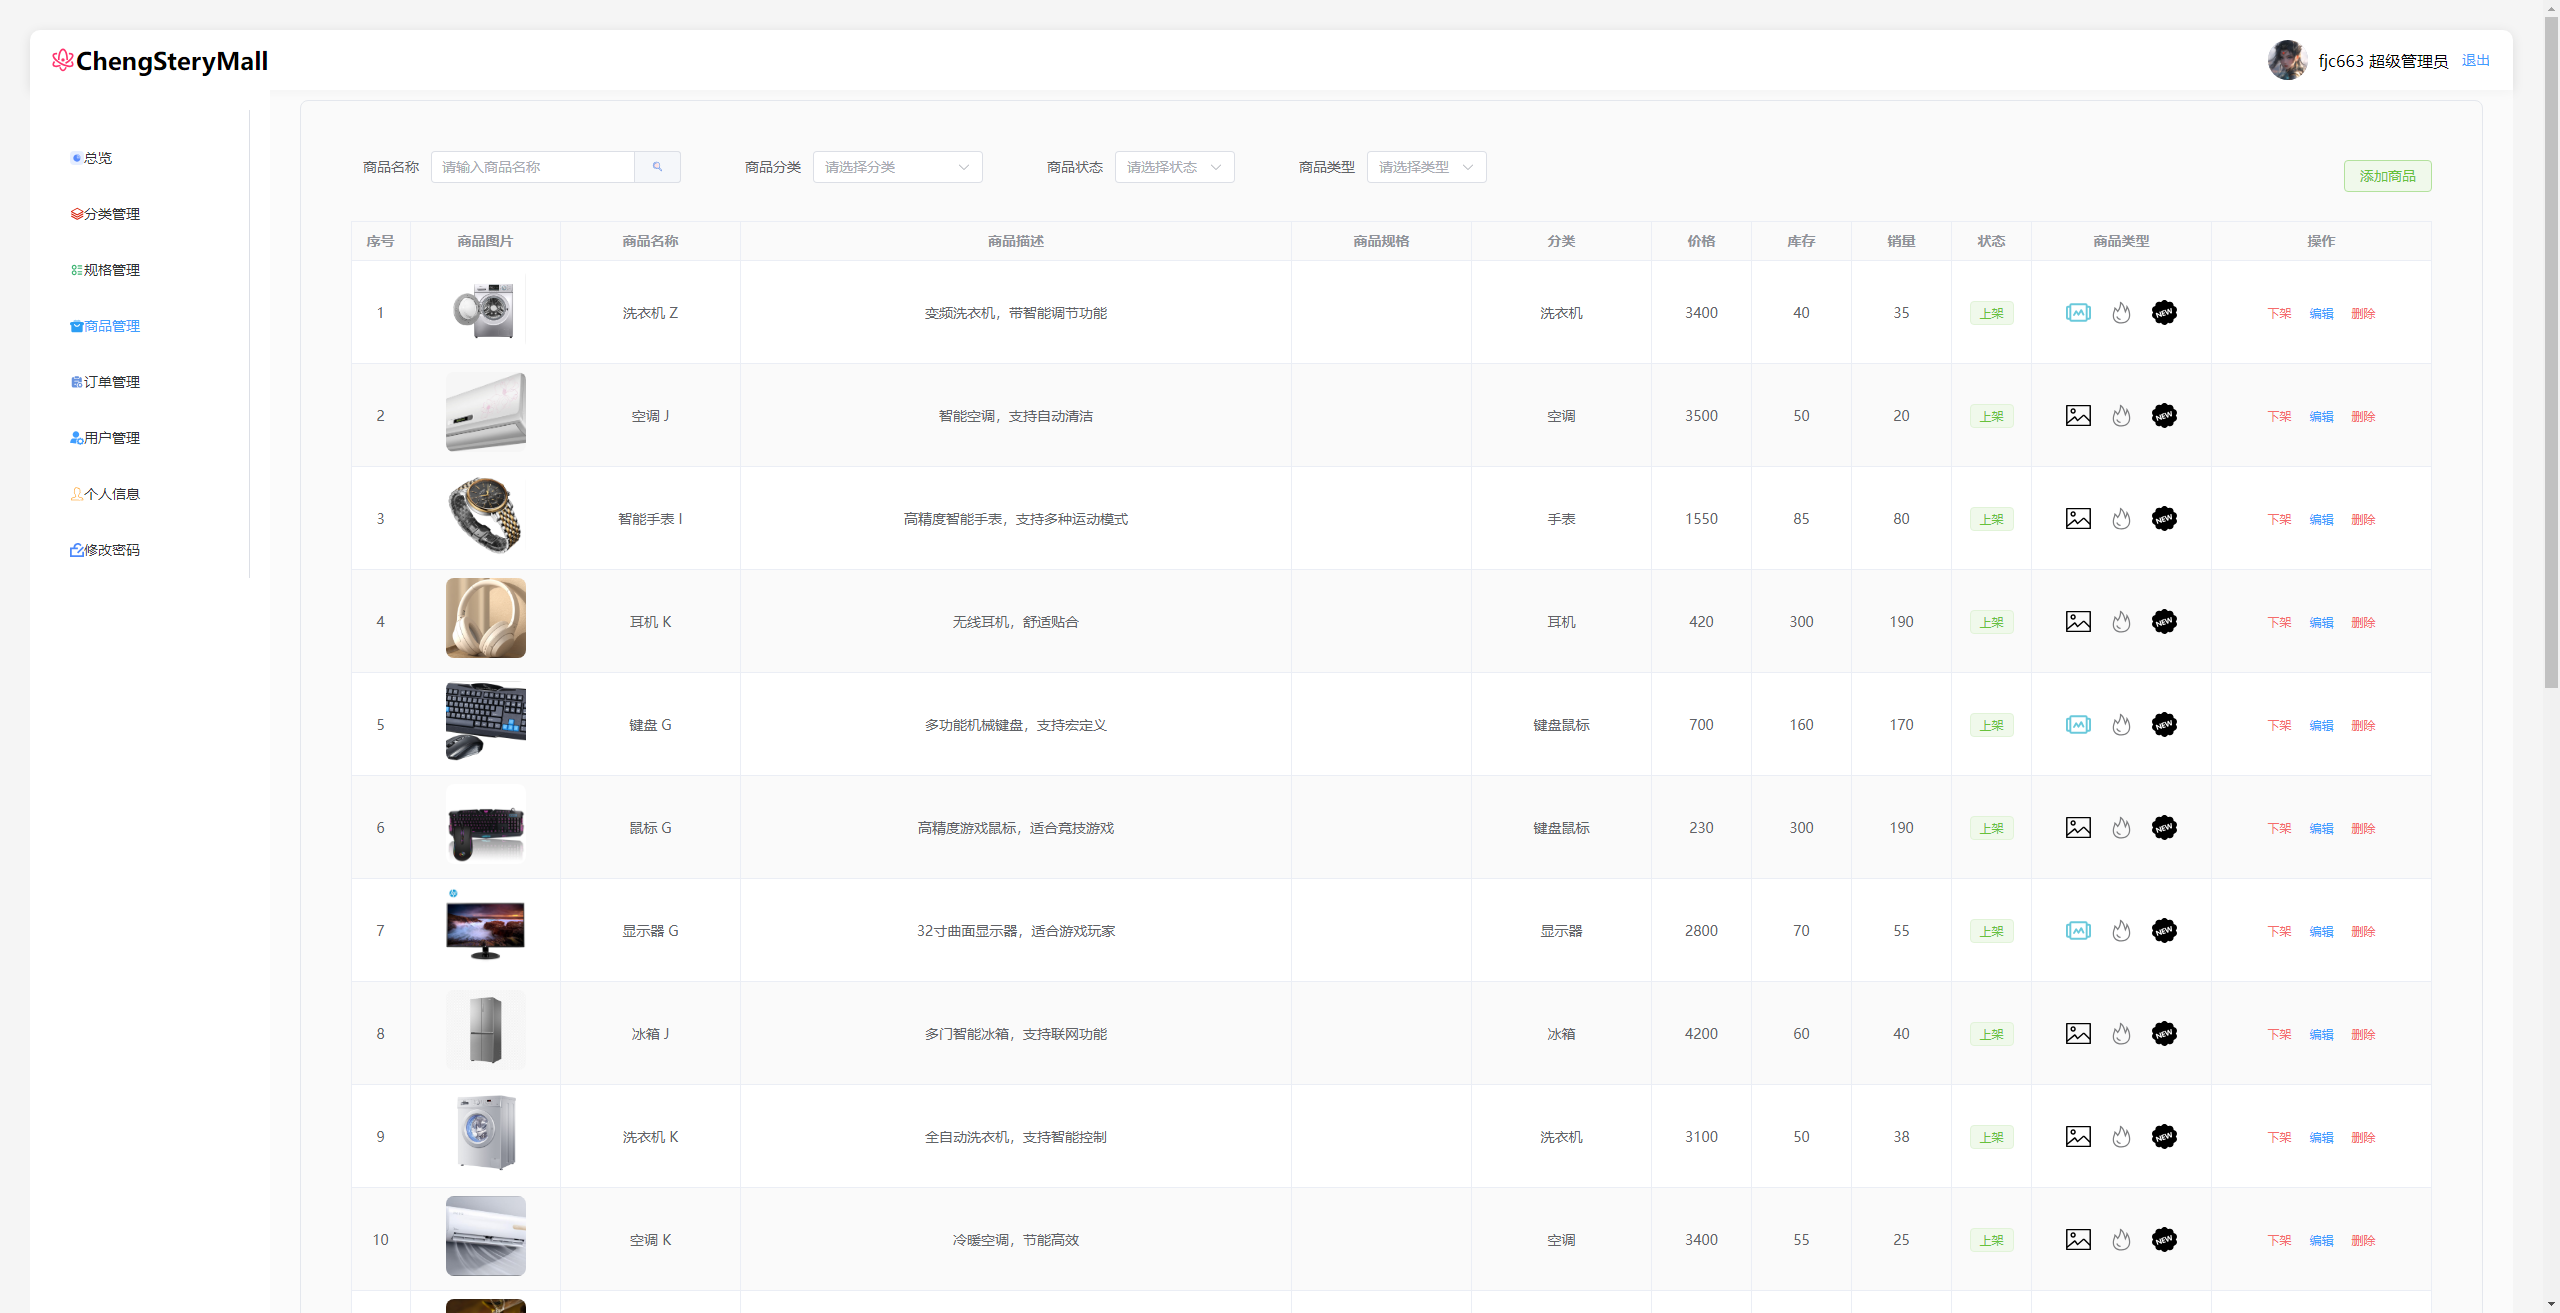 ChengSteryMall
fjc663 超级管理员 退出
总览
分类管理
规格管理
商品管理
订单管理
用户管理
个人信息
修改密码
商品名称 请输入商品名称 商品分类 请选择分类 商品状态 请选择状态 商品类型 请选择类型
添加商品
序号 商品图片 商品名称 商品描述 商品规格 分类 价格 库存 销量 状态 商品类型 操作
1 洗衣机 Z 变频洗衣机，带智能调节功能 洗衣机 3400 40 35 上架 NEW 下架 编辑 删除
2 空调 J 智能空调，支持自动清洁 空调 3500 50 20 上架 NEW 下架 编辑 删除
3 智能手表 I 高精度智能手表，支持多种运动模式 手表 1550 85 80 上架 NEW 下架 编辑 删除
4 耳机 K 无线耳机，舒适贴合 耳机 420 300 190 上架 NEW 下架 编辑 删除
5 键盘 G 多功能机械键盘，支持宏定义 键盘鼠标 700 160 170 上架 NEW 下架 编辑 删除
6 鼠标 G 高精度游戏鼠标，适合竞技游戏 键盘鼠标 230 300 190 上架 NEW 下架 编辑 删除
7 显示器 G 32寸曲面显示器，适合游戏玩家 显示器 2800 70 55 上架 NEW 下架 编辑 删除
8 冰箱 J 多门智能冰箱，支持联网功能 冰箱 4200 60 40 上架 NEW 下架 编辑 删除
9 洗衣机 K 全自动洗衣机，支持智能控制 洗衣机 3100 50 38 上架 NEW 下架 编辑 删除
10 空调 K 冷暖空调，节能高效 空调 3400 55 25 上架 NEW 下架 编辑 删除